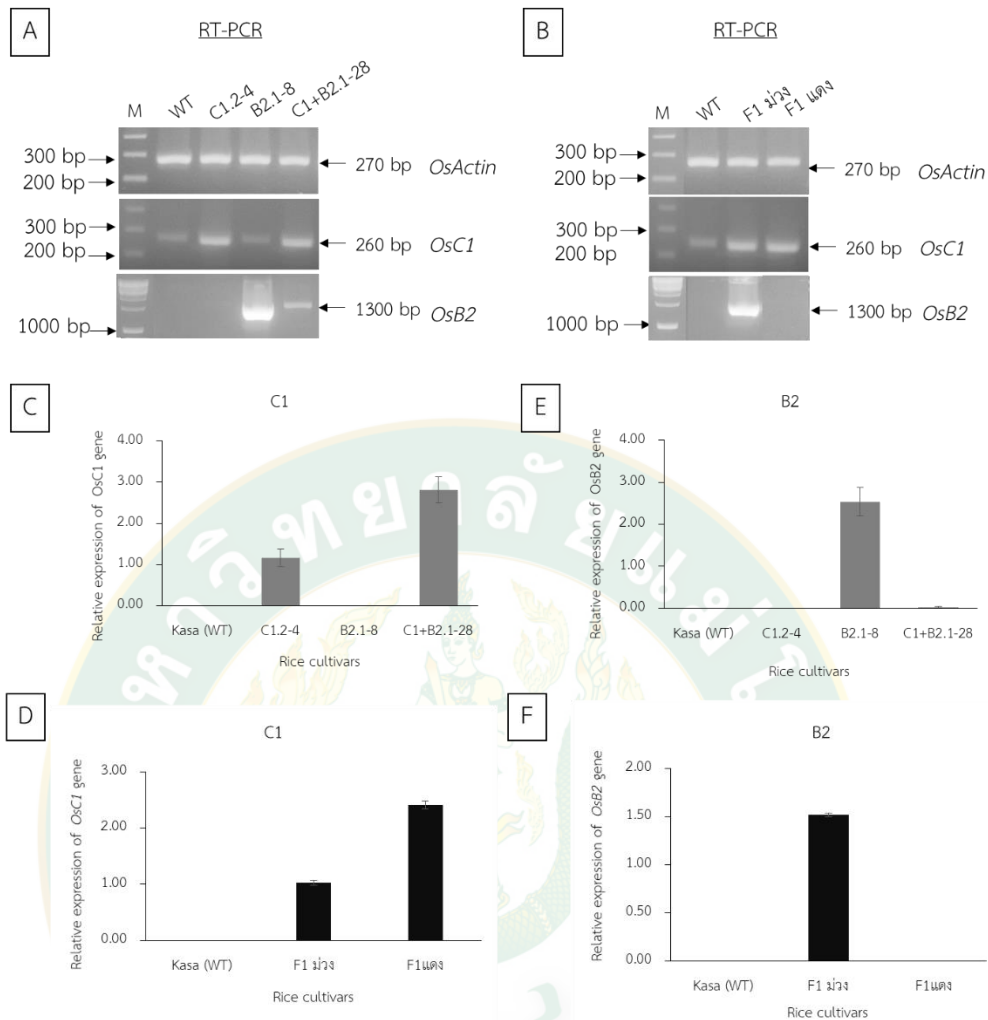 A
RT-PCR
M WT C1.2-4 B2.1-8 C1+B2.1-28
300 bp
200 bp
270 bp OsActin
300 bp
200 bp
260 bp OsC1
1000 bp
1300 bp OsB2
B
RT-PCR
M WT F1 ม่วง F1 แดง
300 bp
200 bp
270 bp OsActin
300 bp
200 bp
260 bp OsC1
1000 bp
1300 bp OsB2
C
C1
Relative expression of OsC1 gene
4.00
3.00
2.00
1.00
0.00
Kasa (WT) C1.2-4 B2.1-8 C1+B2.1-28
Rice cultivars
E
B2
Relative expression of OsB2 gene
4.00
3.00
2.00
1.00
0.00
Kasa (WT) C1.2-4 B2.1-8 C1+B2.1-28
Rice cultivars
D
C1
Relative expression of OsC1 gene
3.00
2.00
1.00
0.00
Kasa (WT) F1 ม่วง F1แดง
Rice cultivars
F
B2
Relative expression of OsB2 gene
2.00
1.50
1.00
0.50
0.00
Kasa (WT) F1 ม่วง F1แดง
Rice cultivars